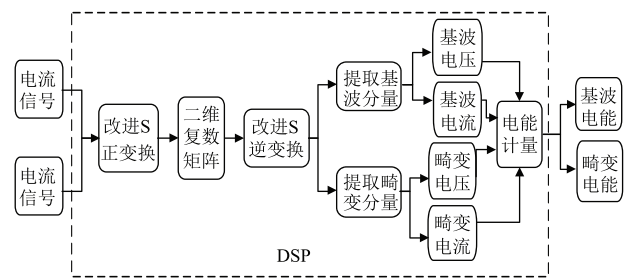 电流
信号
电流
信号
改进S
正变换
二维
复数
矩阵
改进S
逆变换
提取基
波分量
提取畸
变分量
基波
电压
基波
电流
畸变
电压
畸变
电流
电能
计量
基波
电能
畸变
电能
DSP